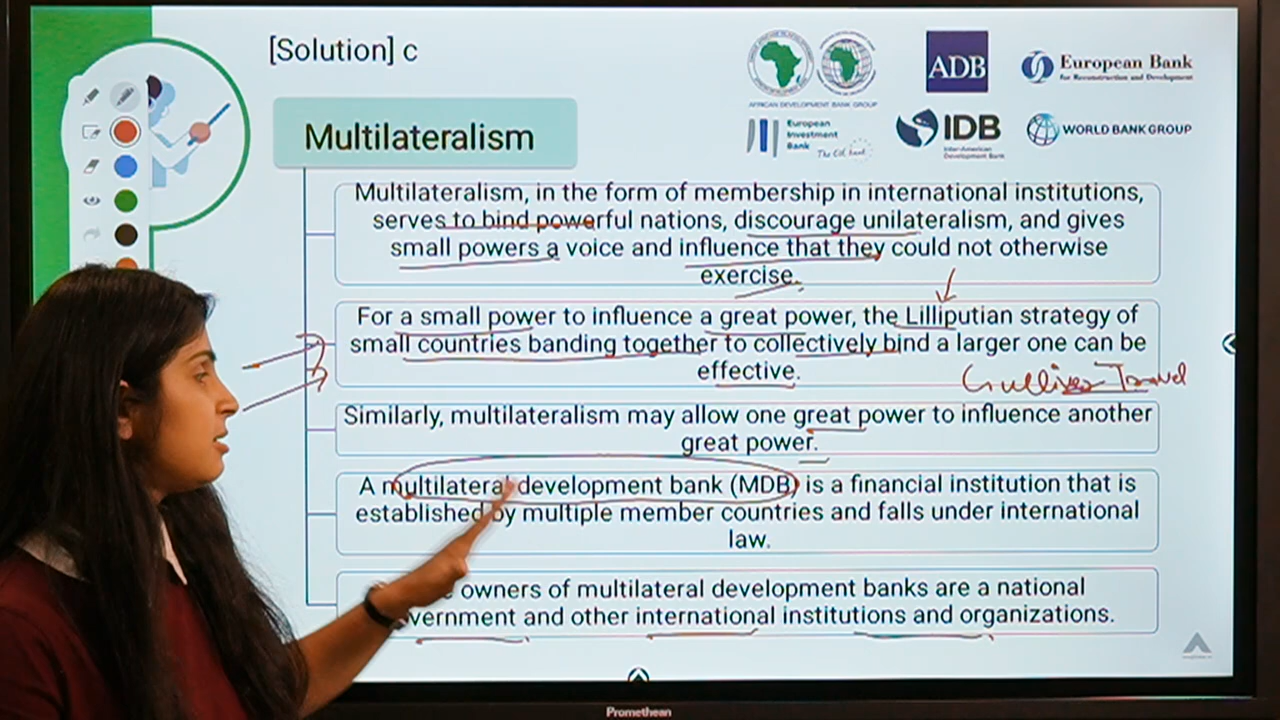 [Solution] c
AFRICAN DEVELOPMENT BANK GROUP
ADB
European Bank
for Reconstruction and Development
European
Investment
Bank
The EU bank
IDB
Inter-American
Development Bank
WORLD BANK GROUP
Multilateralism
Multilateralism, in the form of membership in international institutions,
serves to bind powerful nations, discourage unilateralism, and gives
small powers a voice and influence that they could not otherwise
exercise.
For a small power to influence a great power, the Lilliputian strategy of
small countries banding together to collectively bind a larger one can be
effective.
Gulliver Travel
Similarly, multilateralism may allow one great power to influence another
great power.
A multilateral development bank (MDB) is a financial institution that is
established by multiple member countries and falls under international
law.
owners of multilateral development banks are a national
vernment and other international institutions and organizations.
Promethean